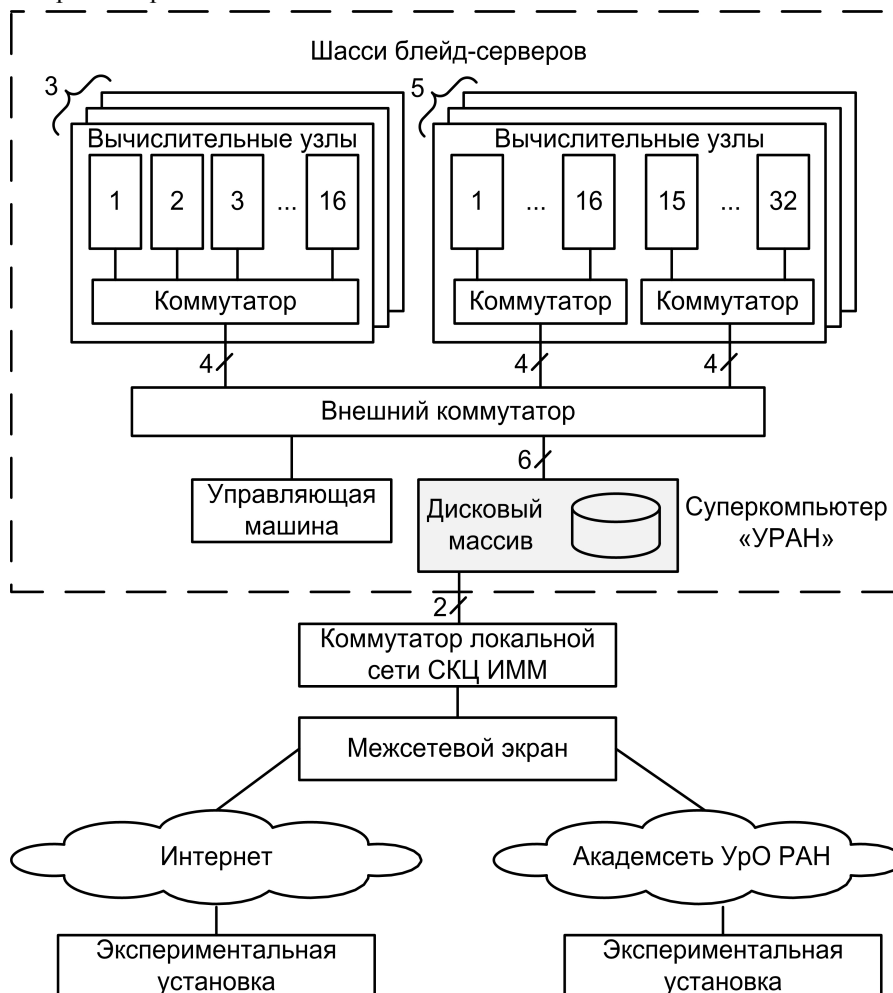 Шасси блейд-серверов
3
5
Вычислительные узлы
Вычислительные узлы
1 2 3 ... 16
1 ... 16 15 ... 32
Коммутатор
Коммутатор
Коммутатор
4
4
4
Внешний коммутатор
6
Управляющая
машина
Дисковый
массив
Суперкомпьютер
«УРАН»
2
Коммутатор локальной
сети СКЦ ИММ
Межсетевой экран
Интернет
Академсеть УрО РАН
Экспериментальная
установка
Экспериментальная
установка